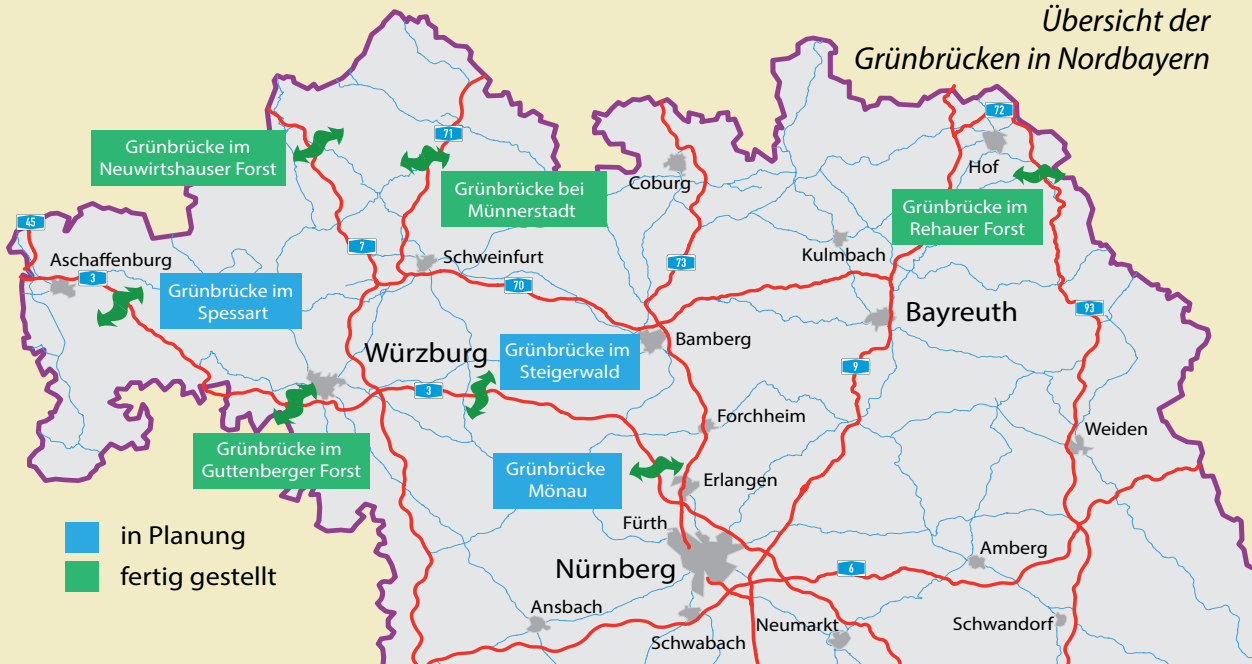 Übersicht der
Grünbrücken in Nordbayern
72
71
Grünbrücke im
Neuwirtshauser Forst
Hof
Grünbrücke bei
Münnerstadt
Coburg
Grünbrücke im
Rehauer Forst
45
7
Kulmbach
Aschaffenburg
3
Schweinfurt
73
70
Grünbrücke im
Spessart
93
Bayreuth
Würzburg
Grünbrücke im
Steigerwald
Bamberg
9
3
Forchheim
Weiden
Grünbrücke im
Guttenberger Forst
Grünbrücke
Mönau
Erlangen
Fürth
in Planung
fertig gestellt
Nürnberg
Amberg
6
Ansbach
Schwabach
Neumarkt
Schwandorf